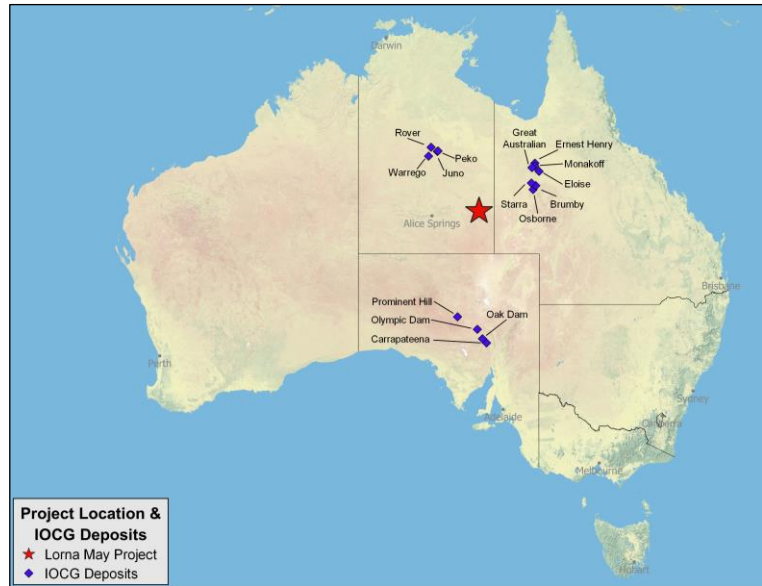 Darwin
Rover
Peko
Warrego
Juno
Great
Australian
Ernest Henry
Monakoff
Eloise
Starra
Brumby
Osborne
Alice Springs
Brisbane
Prominent Hill
Oak Dam
Olympic Dam
Carrapateena
Perth
Adelaide
Sydney
Canberra
Melbourne
Hobart
Project Location &
IOCG Deposits
Lorna May Project
IOCG Deposits